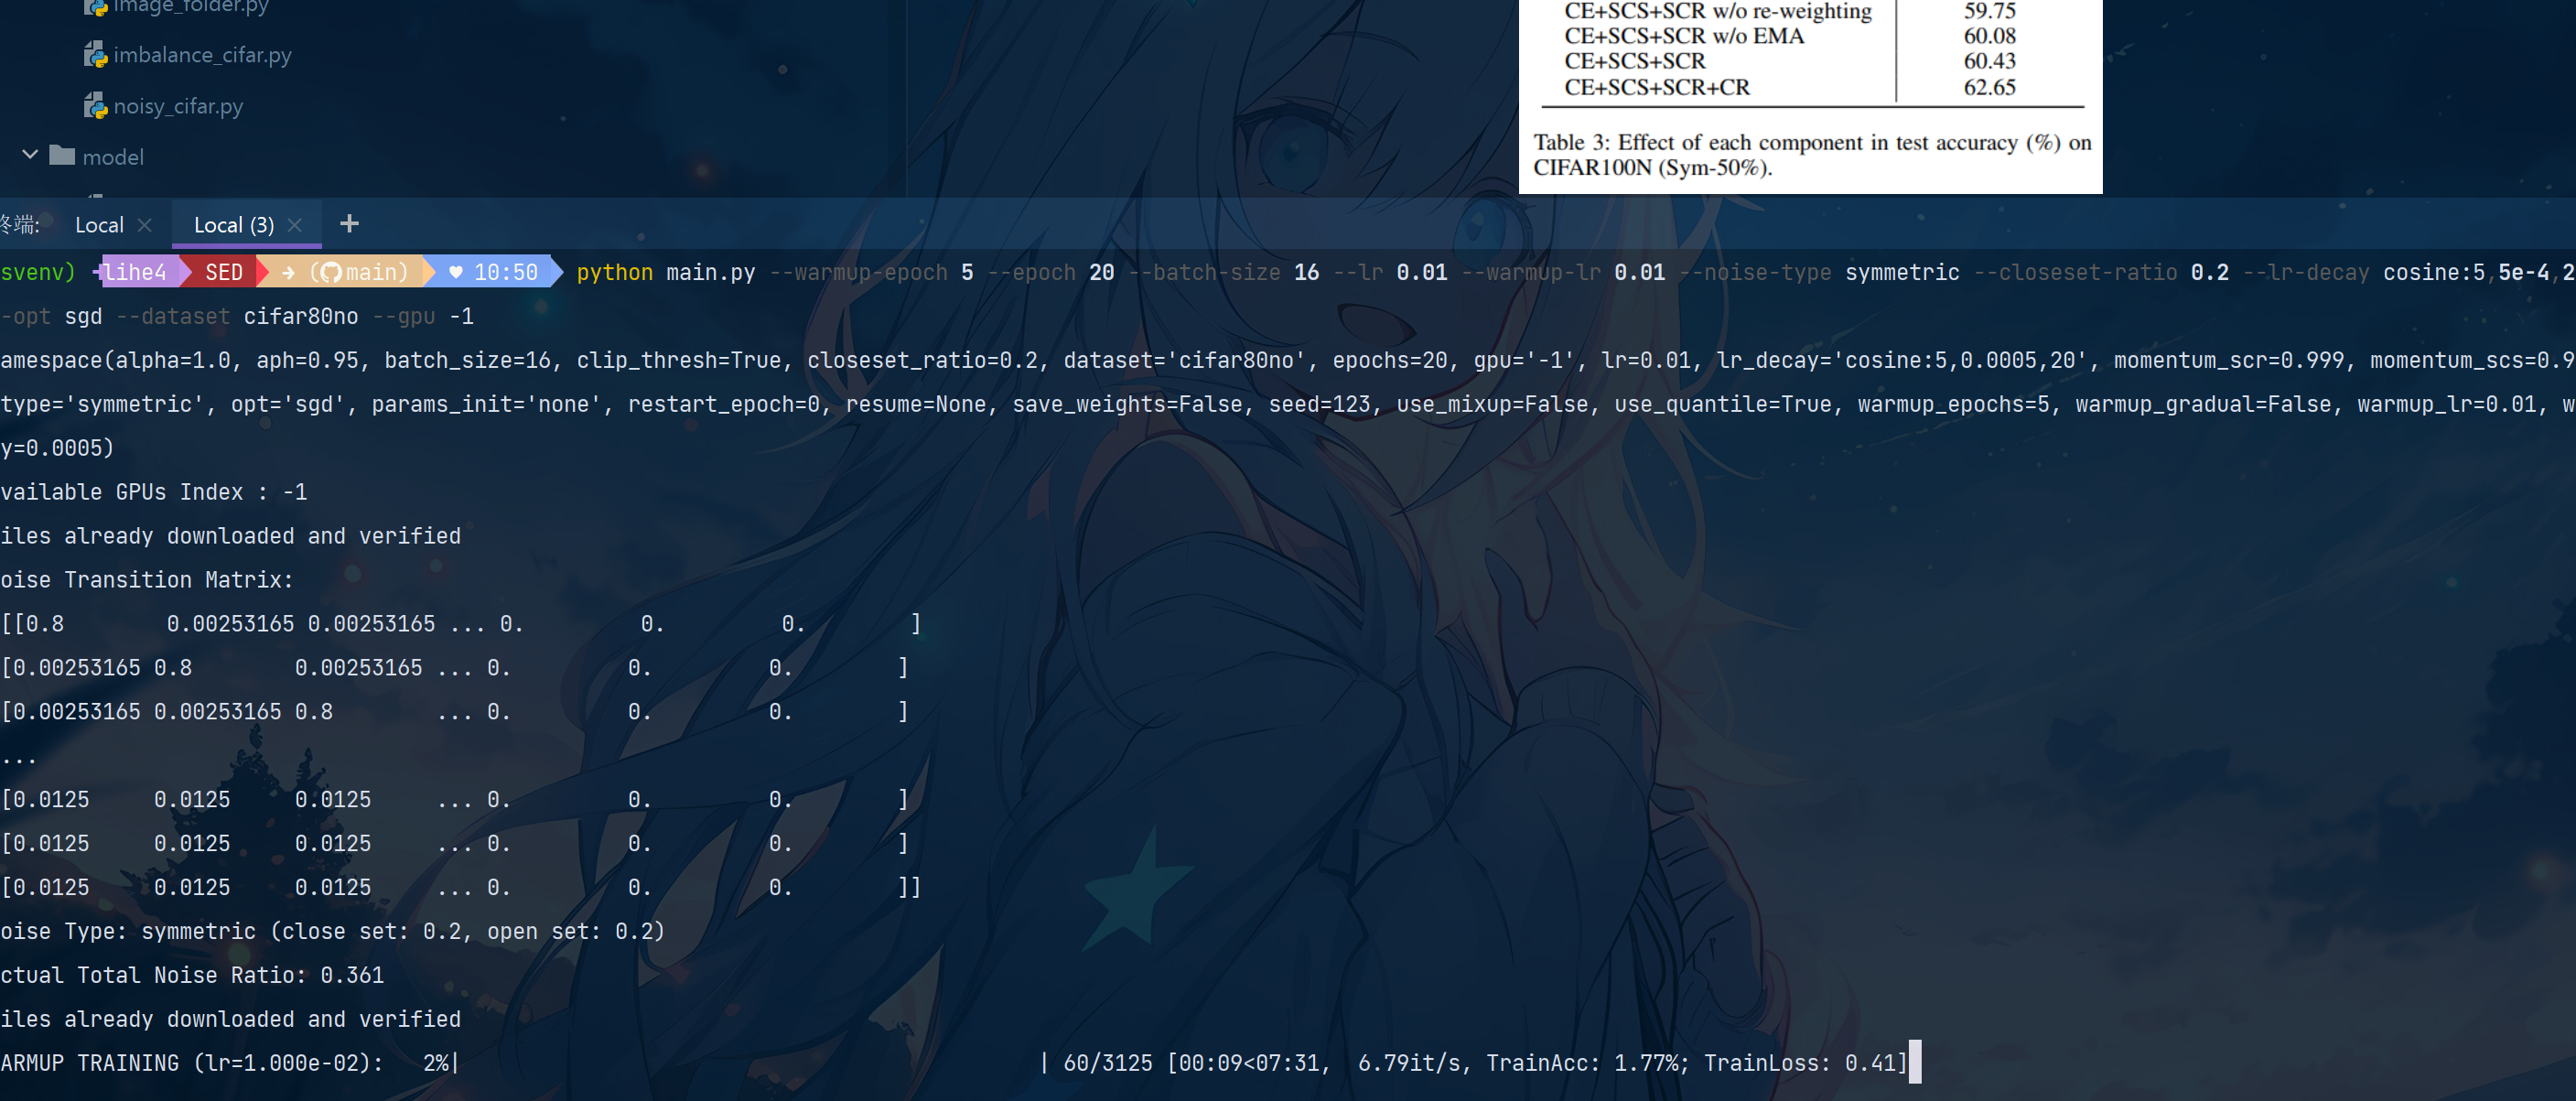 image_folder.py
imbalance_cifar.py
noisy_cifar.py
model
CE+SCS+SCR w/o re-weighting 59.75
CE+SCS+SCR w/o EMA 60.08
CE+SCS+SCR 60.43
CE+SCS+SCR+CR 62.65
Table 3: Effect of each component in test accuracy (%) on
CIFAR100N (Sym-50%).
终端: Local Local (3)
svenv) lihe4 SED → (main) ♥ 10:50 python main.py --warmup-epoch 5 --epoch 20 --batch-size 16 --lr 0.01 --warmup-lr 0.01 --noise-type symmetric --closeset-ratio 0.2 --lr-decay cosine:5,5e-4,2
-opt sgd --dataset cifar80no --gpu -1
amespace(alpha=1.0, aph=0.95, batch_size=16, clip_thresh=True, closeset_ratio=0.2, dataset='cifar80no', epochs=20, gpu='-1', lr=0.01, lr_decay='cosine:5,0.0005,20', momentum_scr=0.999, momentum_scs=0.9
type='symmetric', opt='sgd', params_init='none', restart_epoch=0, resume=None, save_weights=False, seed=123, use_mixup=False, use_quantile=True, warmup_epochs=5, warmup_gradual=False, warmup_lr=0.01, w
y=0.0005)
vailable GPUs Index : -1
iles already downloaded and verified
oise Transition Matrix:
[[0.8 0.00253165 0.00253165 ... 0. 0. 0. ]
[0.00253165 0.8 0.00253165 ... 0. 0. 0. ]
[0.00253165 0.00253165 0.8 ... 0. 0. 0. ]
...
[0.0125 0.0125 0.0125 ... 0. 0. 0. ]
[0.0125 0.0125 0.0125 ... 0. 0. 0. ]
[0.0125 0.0125 0.0125 ... 0. 0. 0. ]]
oise Type: symmetric (close set: 0.2, open set: 0.2)
ctual Total Noise Ratio: 0.361
iles already downloaded and verified
ARMUP TRAINING (lr=1.000e-02): 2%| | 60/3125 [00:09<07:31, 6.79it/s, TrainAcc: 1.77%; TrainLoss: 0.41]